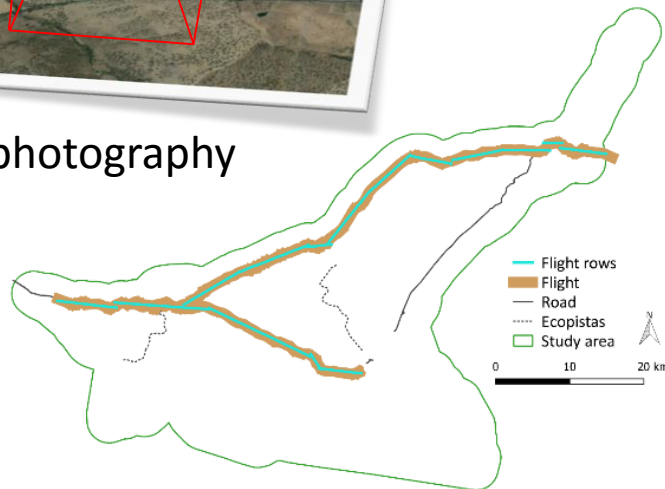 photography
Flight rows
Flight
Road
Ecopistas
Study area
N
0 10 20 km